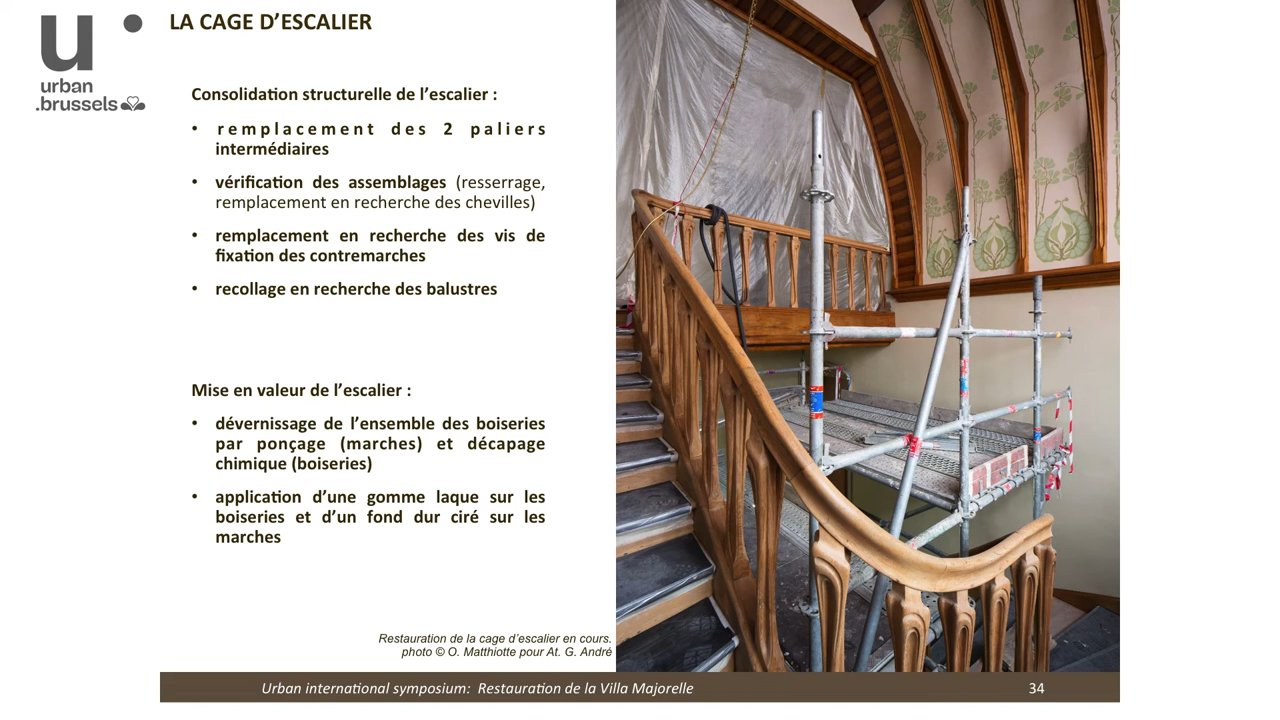 u
urban
.brussels
LA CAGE D’ESCALIER
Consolidation structurelle de l’escalier :
• remplacement des 2 paliers
intermédiaires
• vérification des assemblages (resserrage,
remplacement en recherche des chevilles)
• remplacement en recherche des vis de
fixation des contremarches
• recollage en recherche des balustres
Mise en valeur de l’escalier :
• dévernissage de l’ensemble des boiseries
par ponçage (marches) et décapage
chimique (boiseries)
• application d’une gomme laque sur les
boiseries et d’un fond dur ciré sur les
marches
Restauration de la cage d’escalier en cours.
photo © O. Matthiotte pour At. G. André
Urban international symposium: Restauration de la Villa Majorelle
34